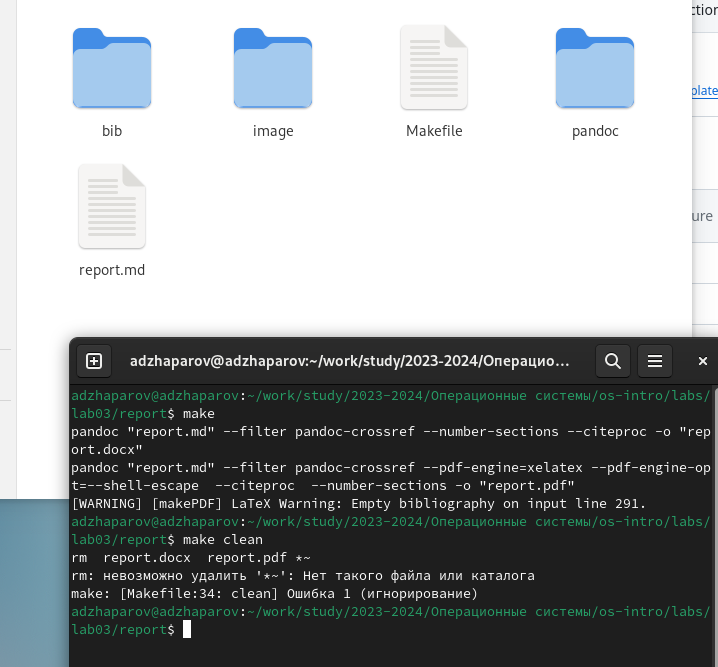 bib
image
Makefile
pandoc
report.md
ction
plate
ure
adzhaparov@adzhaparov:~/work/study/2023-2024/Операцио...
adzhaparov@adzhaparov:~/work/study/2023-2024/Операционные системы/os-intro/labs/
lab03/report$ make
pandoc "report.md" --filter pandoc-crossref --number-sections --citeproc -o "rep
ort.docx"
pandoc "report.md" --filter pandoc-crossref --pdf-engine=xelatex --pdf-engine-op
t=--shell-escape  --citeproc  --number-sections -o "report.pdf"
[WARNING] [makePDF] LaTeX Warning: Empty bibliography on input line 291.
adzhaparov@adzhaparov:~/work/study/2023-2024/Операционные системы/os-intro/labs/
lab03/report$ make clean
rm  report.docx  report.pdf *~
rm: невозможно удалить '*~': Нет такого файла или каталога
make: [Makefile:34: clean] Ошибка 1 (игнорирование)
adzhaparov@adzhaparov:~/work/study/2023-2024/Операционные системы/os-intro/labs/
lab03/report$